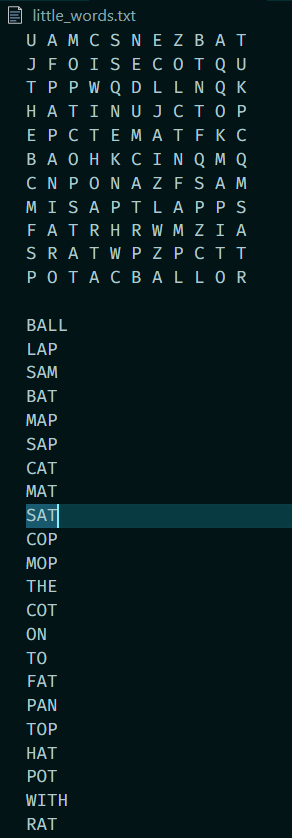 little_words.txt
U A M C S N E Z B A T
J F O I S E C O T Q U
T P P W Q D L L N Q K
H A T I N U J C T O P
E P C T E M A T F K C
B A O H K C I N Q M Q
C N P O N A Z F S A M
M I S A P T L A P P S
F A T R H R W M Z I A
S R A T W P Z P C T T
P O T A C B A L L O R
BALL
LAP
SAM
BAT
MAP
SAP
CAT
MAT
SAT
COP
MOP
THE
COT
ON
TO
FAT
PAN
TOP
HAT
POT
WITH
RAT